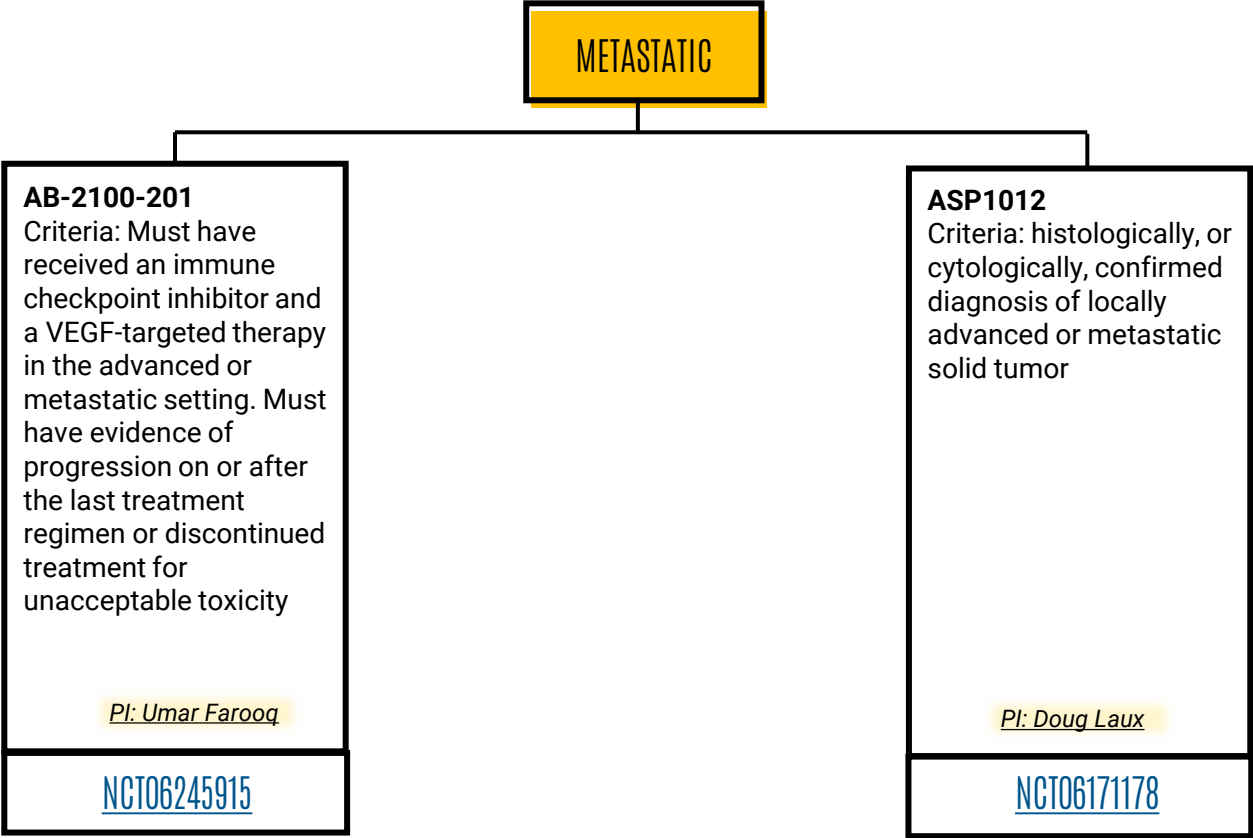 METASTATIC
AB-2100-201
Criteria: Must have
received an immune
checkpoint inhibitor and
a VEGF-targeted therapy
in the advanced or
metastatic setting. Must
have evidence of
progression on or after
the last treatment
regimen or discontinued
treatment for
unacceptable toxicity
PI: Umar Farooq
NCT06245915
ASP1012
Criteria: histologically, or
cytologically, confirmed
diagnosis of locally
advanced or metastatic
solid tumor
PI: Doug Laux
NCT06171178